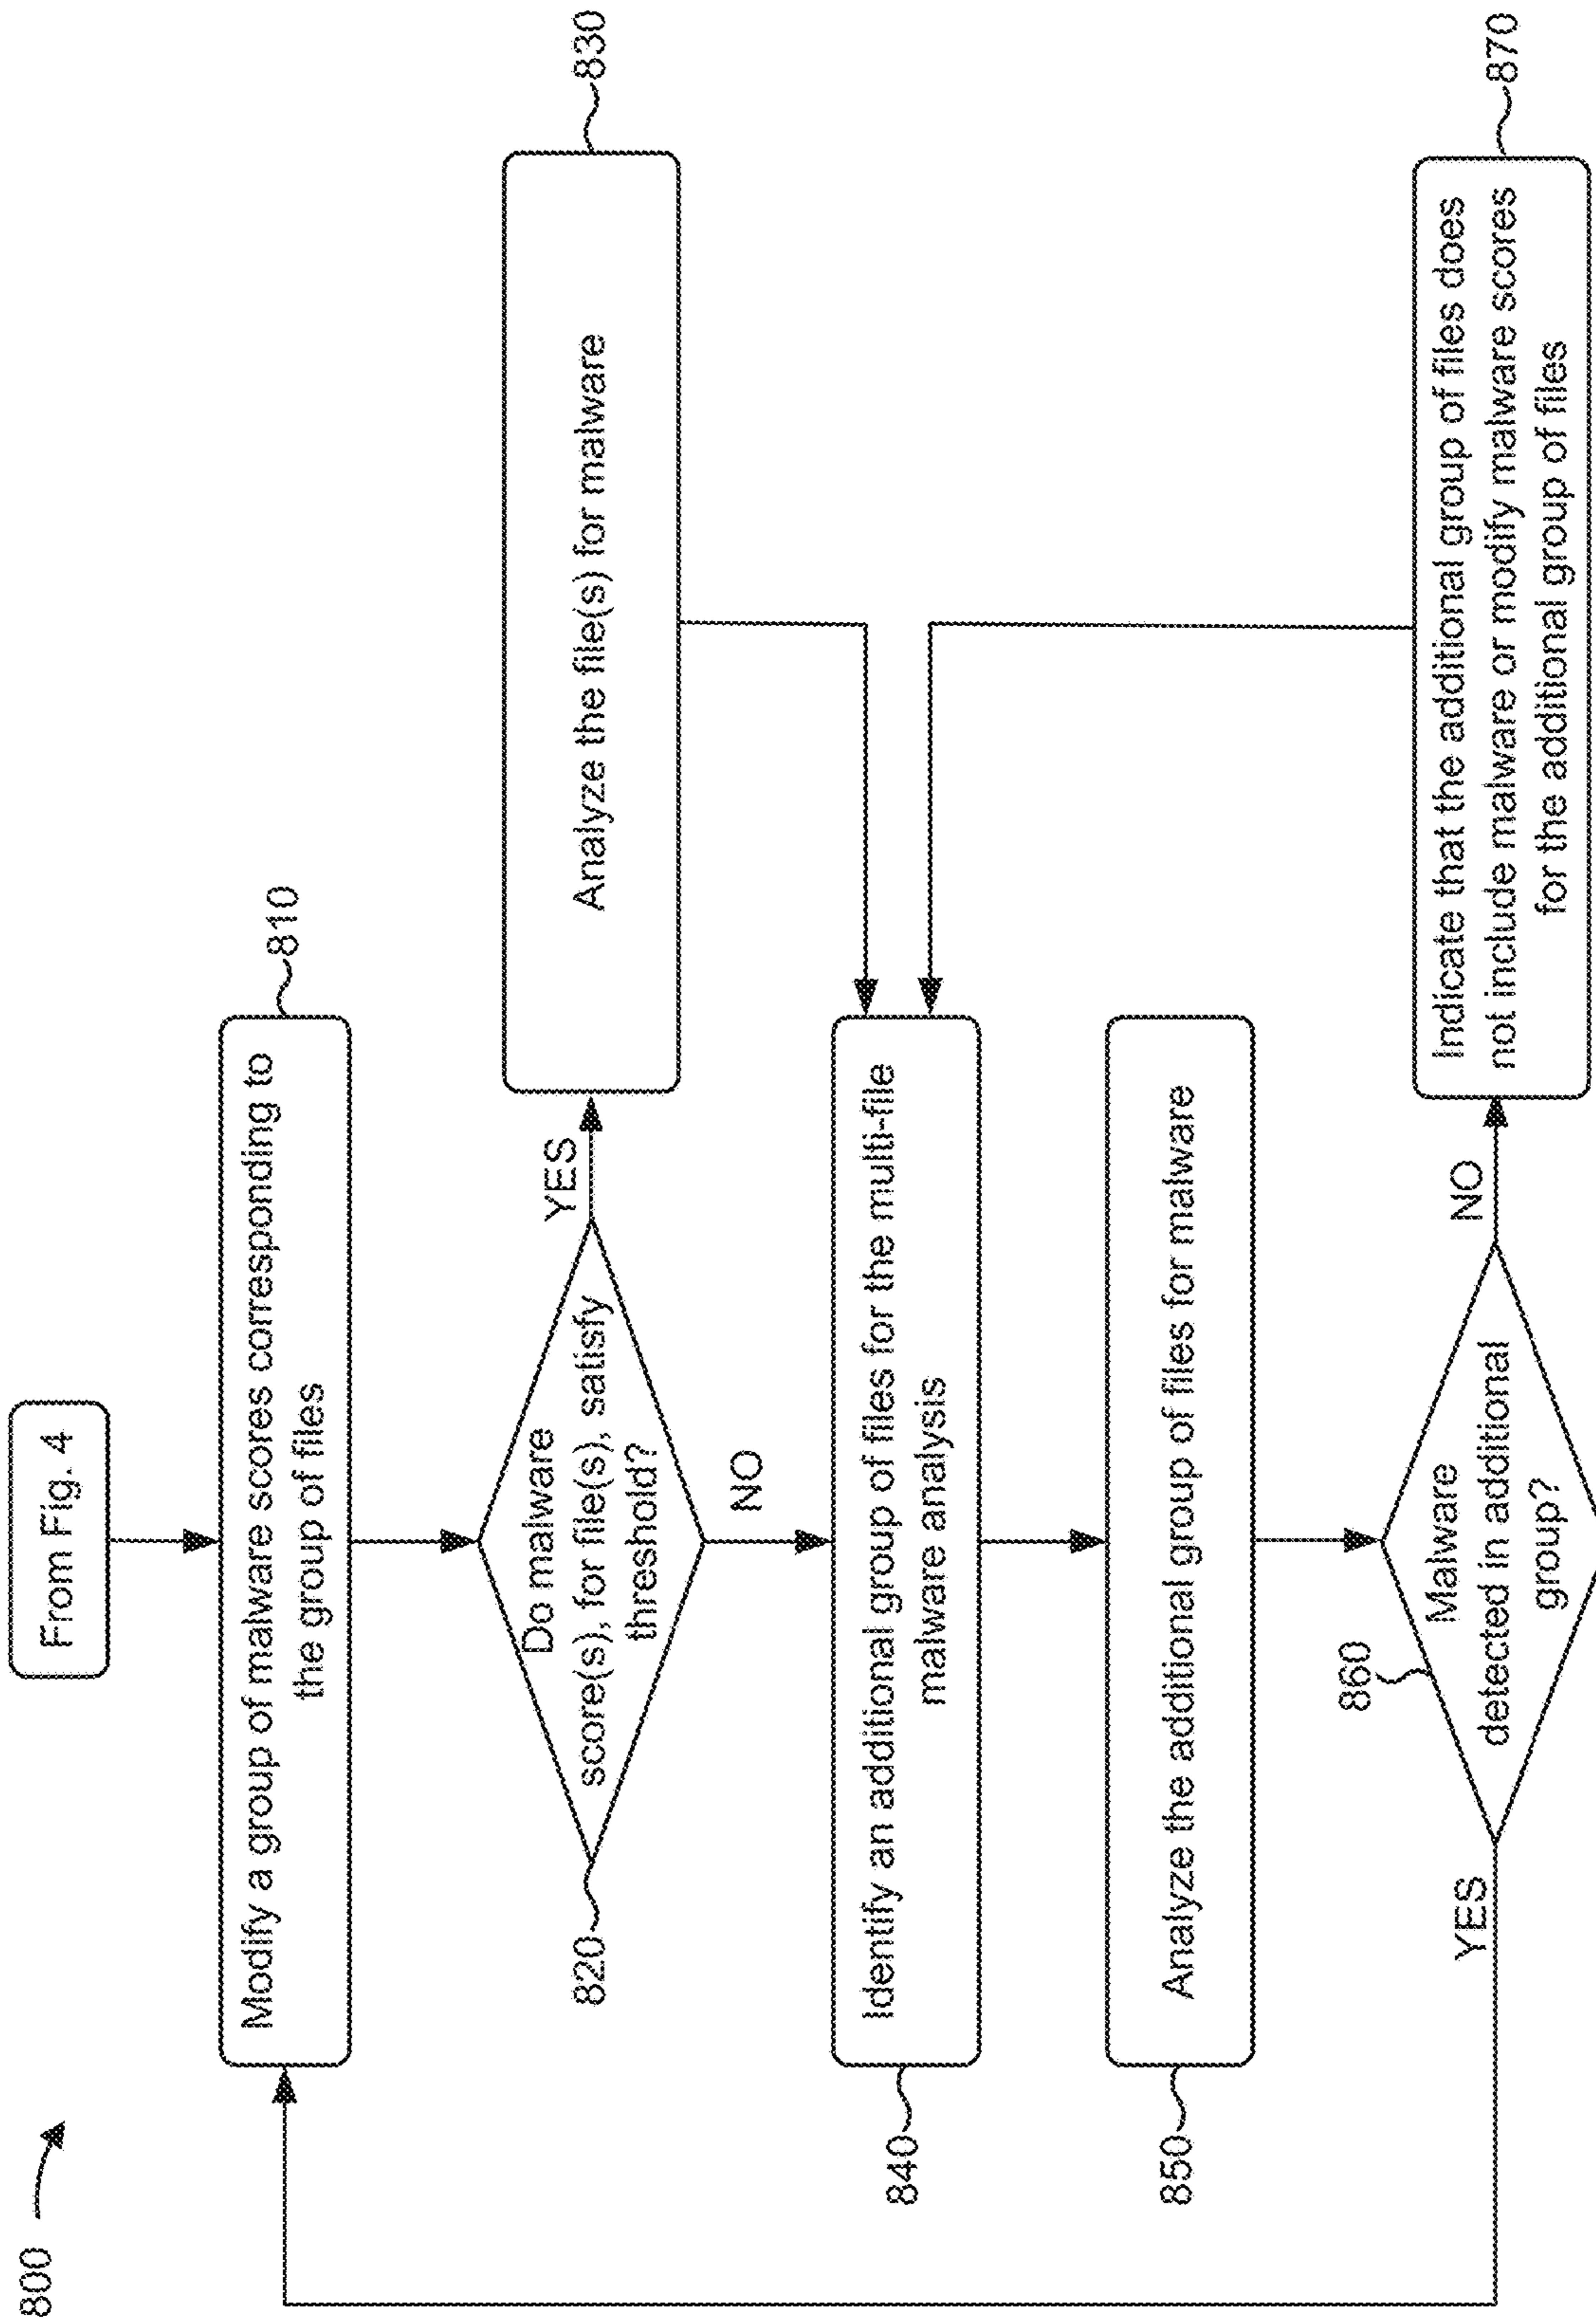 800
From Fig. 4
Modify a group of malware scores corresponding to
the group of files
810
Do malware
score(s), for file(s), satisfy
threshold?
820
YES
NO
Analyze the file(s) for malware
830
Identify an additional group of files for the multi-file
malware analysis
840
Analyze the additional group of files for malware
850
Malware
detected in additional
group?
860
YES
NO
Indicate that the additional group of files does
not include malware or modify malware scores
for the additional group of files
870